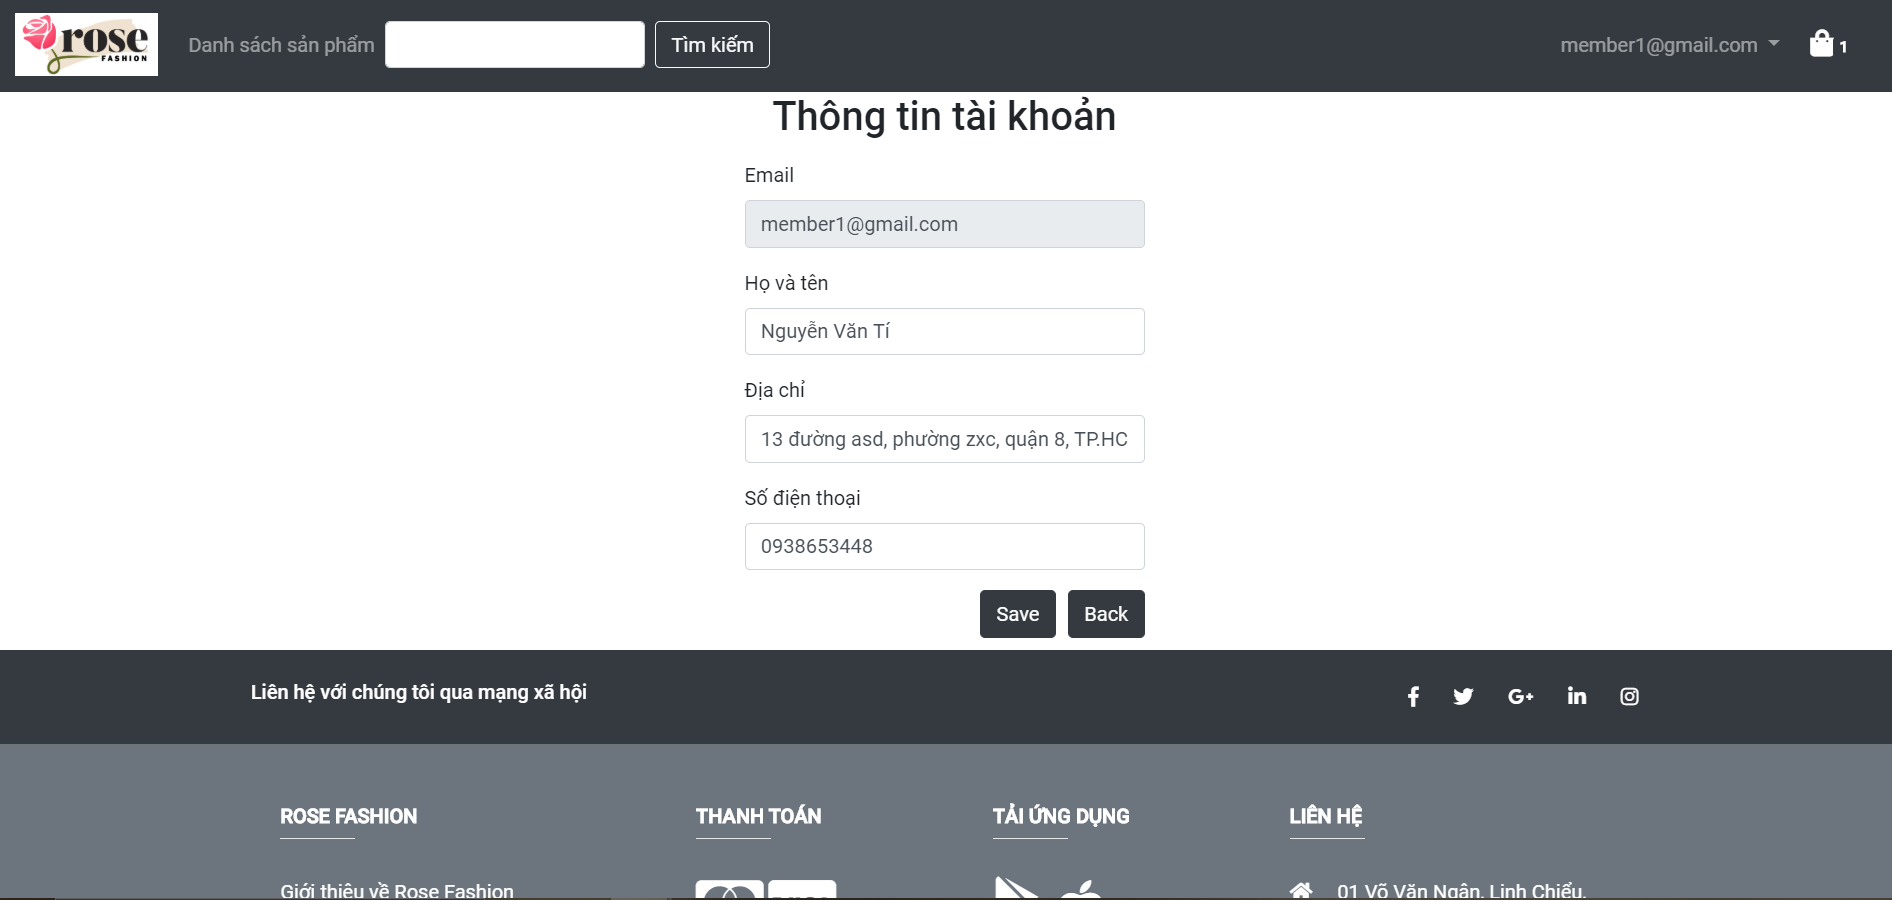 rose
FASHION
Danh sách sản phẩm
Tìm kiếm
member1@gmail.com
1
Thông tin tài khoản
Email
member1@gmail.com
Họ và tên
Nguyễn Văn Tí
Địa chỉ
13 đường asd, phường zxc, quận 8, TP.HC
Số điện thoại
0938653448
Save Back
Liên hệ với chúng tôi qua mạng xã hội
ROSE FASHION
THANH TOÁN
TẢI ỨNG DỤNG
LIÊN HỆ
Giới thiệu về Rose Fashion
01 Võ Văn Ngân, Linh Chiểu,